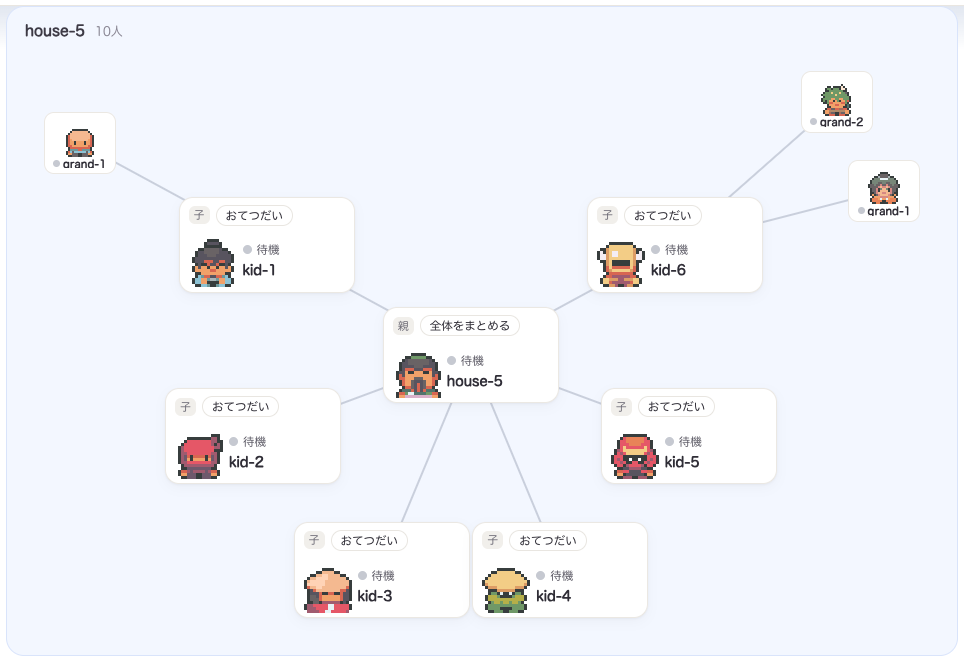 house-5 10人
grand-2
grand-1
grand-1
子 おてつだい
待機
kid-1
子 おてつだい
待機
kid-6
親 全体をまとめる
待機
house-5
子 おてつだい
待機
kid-2
子 おてつだい
待機
kid-5
子 おてつだい
待機
kid-3
子 おてつだい
待機
kid-4